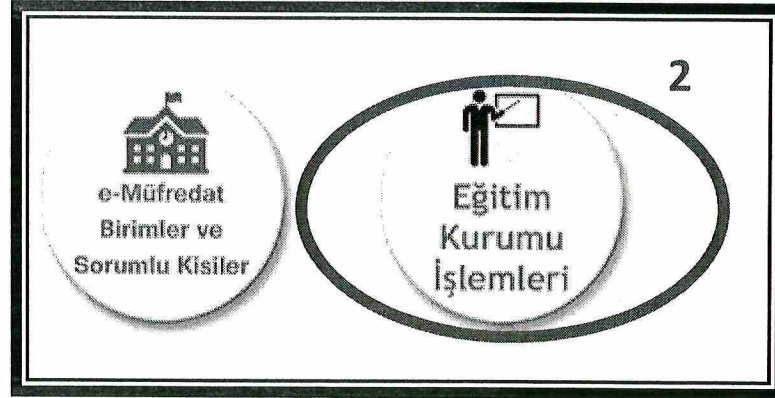 2
e-Müfredat
Birimler ve
Sorumlu Kisiler
Eğitim
Kurumu
İşlemleri